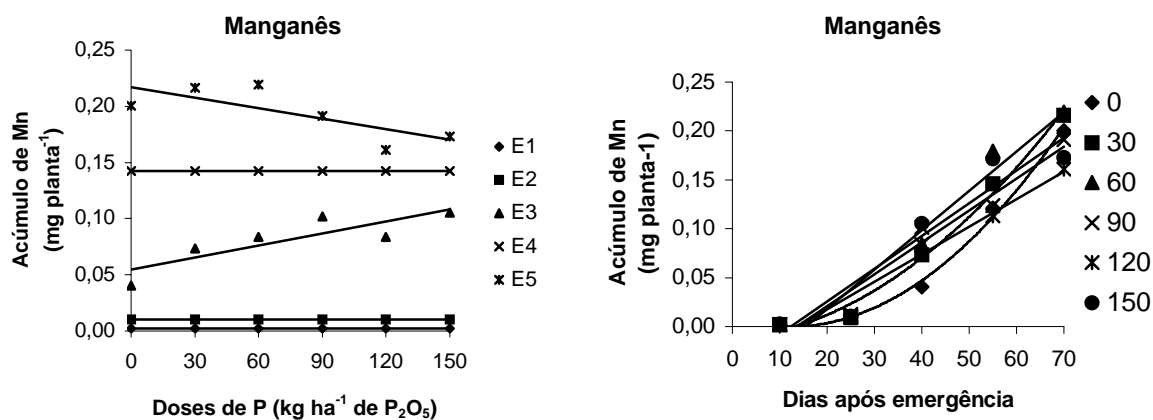 Manganês
0,25
0,20
0,15
0,10
0,05
0,00
Acúmulo de Mn
(mg planta⁻¹)
0 30 60 90 120 150
Doses de P (kg ha⁻¹ de P₂O₅)
E1
E2
E3
E4
E5
Manganês
0,25
0,20
0,15
0,10
0,05
0,00
Acúmulo de Mn
(mg planta-1)
0 10 20 30 40 50 60 70
Dias após emergência
0
30
60
90
120
150